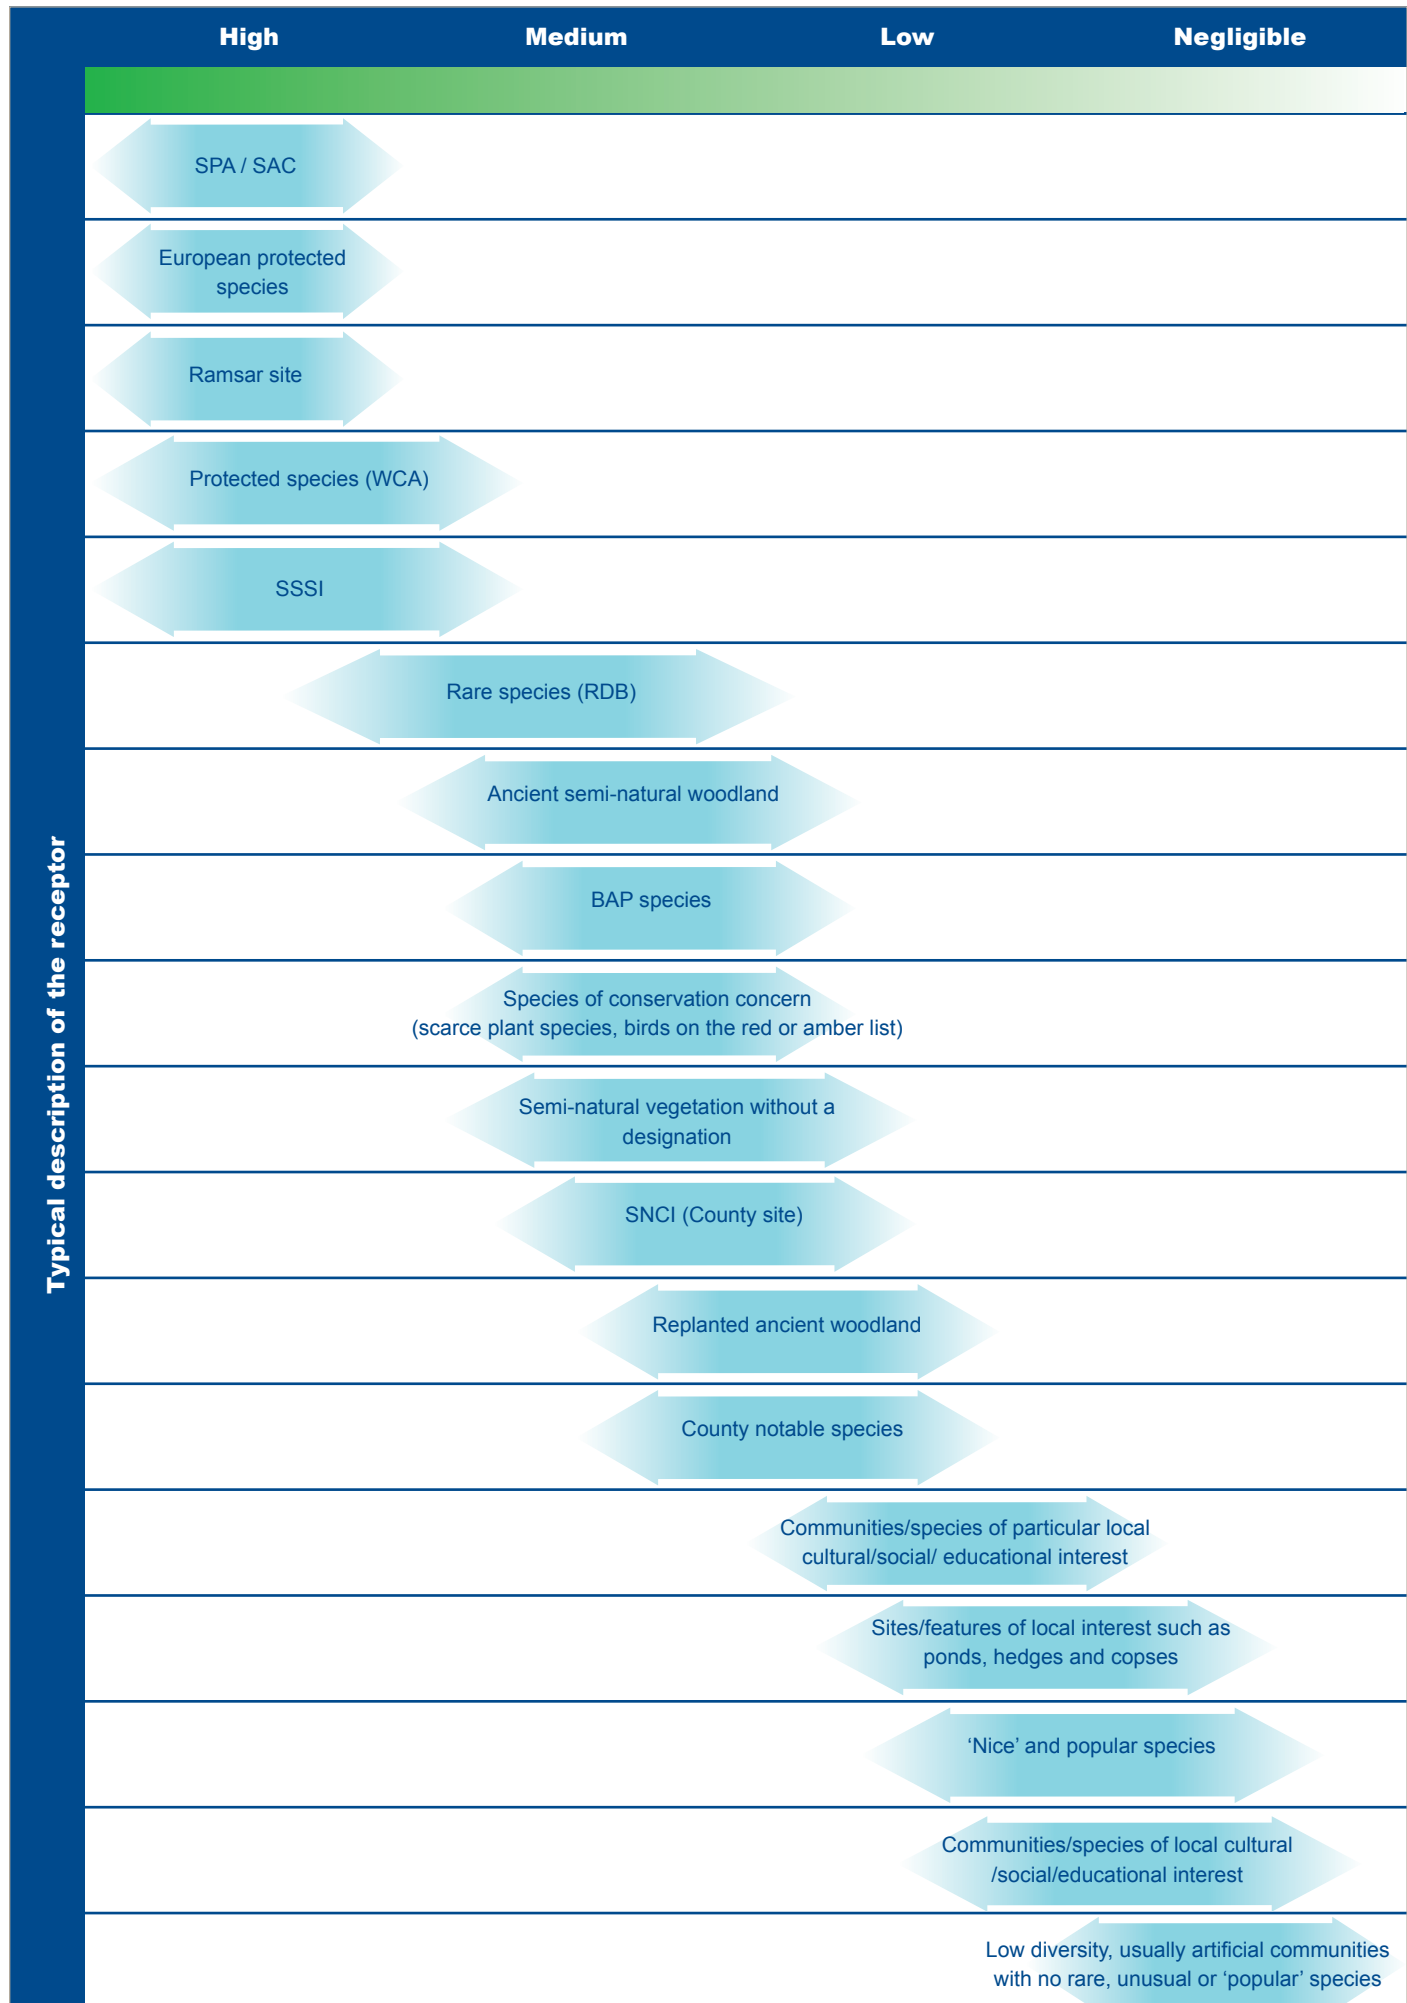 High Medium Low Negligible
Typical description of the receptor
SPA / SAC
European protected
species
Ramsar site
Protected species (WCA)
SSSI
Rare species (RDB)
Ancient semi-natural woodland
BAP species
Species of conservation concern
(scarce plant species, birds on the red or amber list)
Semi-natural vegetation without a
designation
SNCI (County site)
Replanted ancient woodland
County notable species
Communities/species of particular local
cultural/social/ educational interest
Sites/features of local interest such as
ponds, hedges and copses
‘Nice’ and popular species
Communities/species of local cultural
/social/educational interest
Low diversity, usually artificial communities
with no rare, unusual or ‘popular’ species